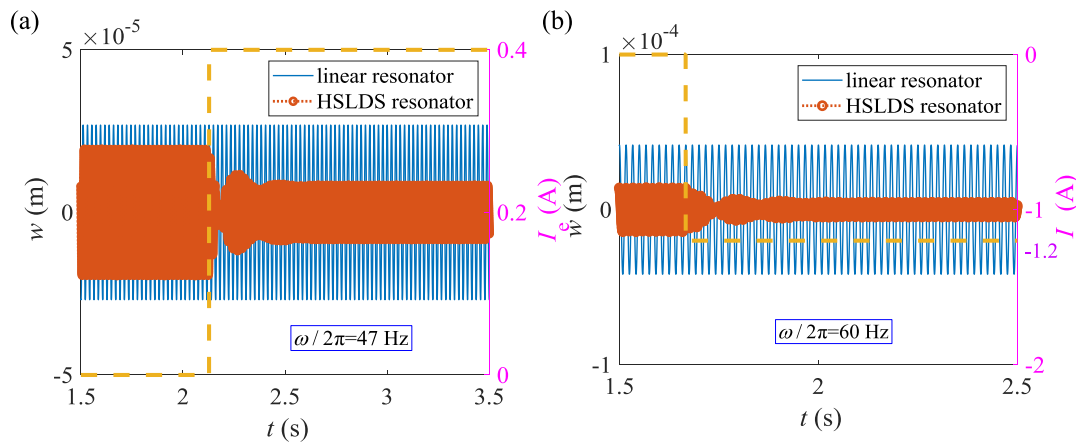 (a)
×10⁻⁵
5
0
-5
w (m)
1.5 2 2.5 3 3.5
t (s)
0.4
0.2
0
Iₑ (A)
linear resonator
HSLDS resonator
ω / 2π=47 Hz
(b)
×10⁻⁴
1
0
-1
w (m)
1.5 2 2.5
t (s)
0
-1
-1.2
-2
I (A)
linear resonator
HSLDS resonator
ω / 2π=60 Hz